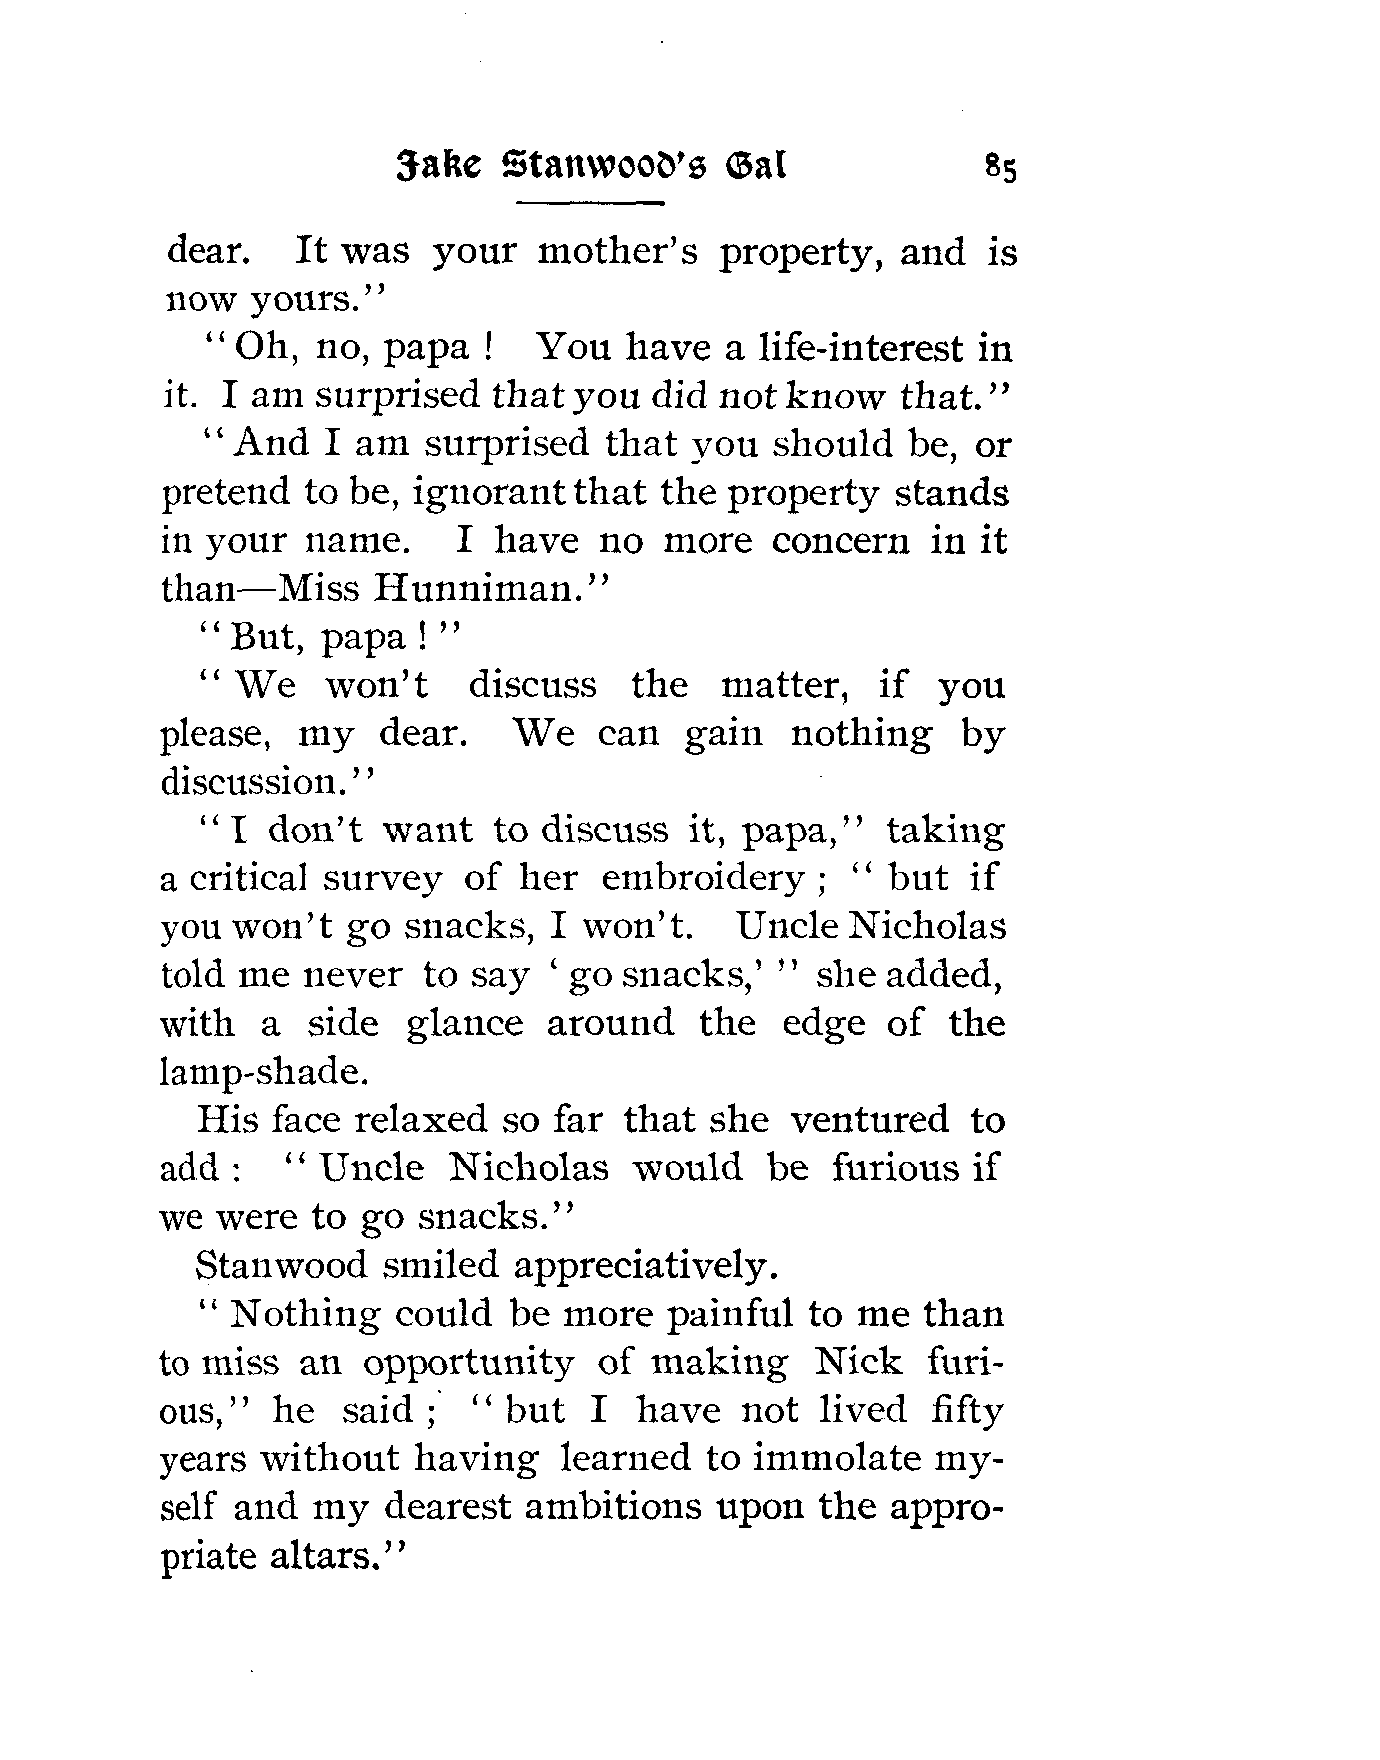 Jake Stanwood's Gal 85
dear. It was your mother's property, and is
now yours."
"Oh, no, papa! You have a life-interest in
it. I am surprised that you did not know that."
"And I am surprised that you should be, or
pretend to be, ignorant that the property stands
in your name. I have no more concern in it
than—Miss Hunniman."
"But, papa!"
"We won't discuss the matter, if you
please, my dear. We can gain nothing by
discussion."
"I don't want to discuss it, papa," taking
a critical survey of her embroidery; "but if
you won't go snacks, I won't. Uncle Nicholas
told me never to say 'go snacks,'" she added,
with a side glance around the edge of the
lamp-shade.
His face relaxed so far that she ventured to
add: "Uncle Nicholas would be furious if
we were to go snacks."
Stanwood smiled appreciatively.
"Nothing could be more painful to me than
to miss an opportunity of making Nick furi-
ous," he said; "but I have not lived fifty
years without having learned to immolate my-
self and my dearest ambitions upon the appro-
priate altars."